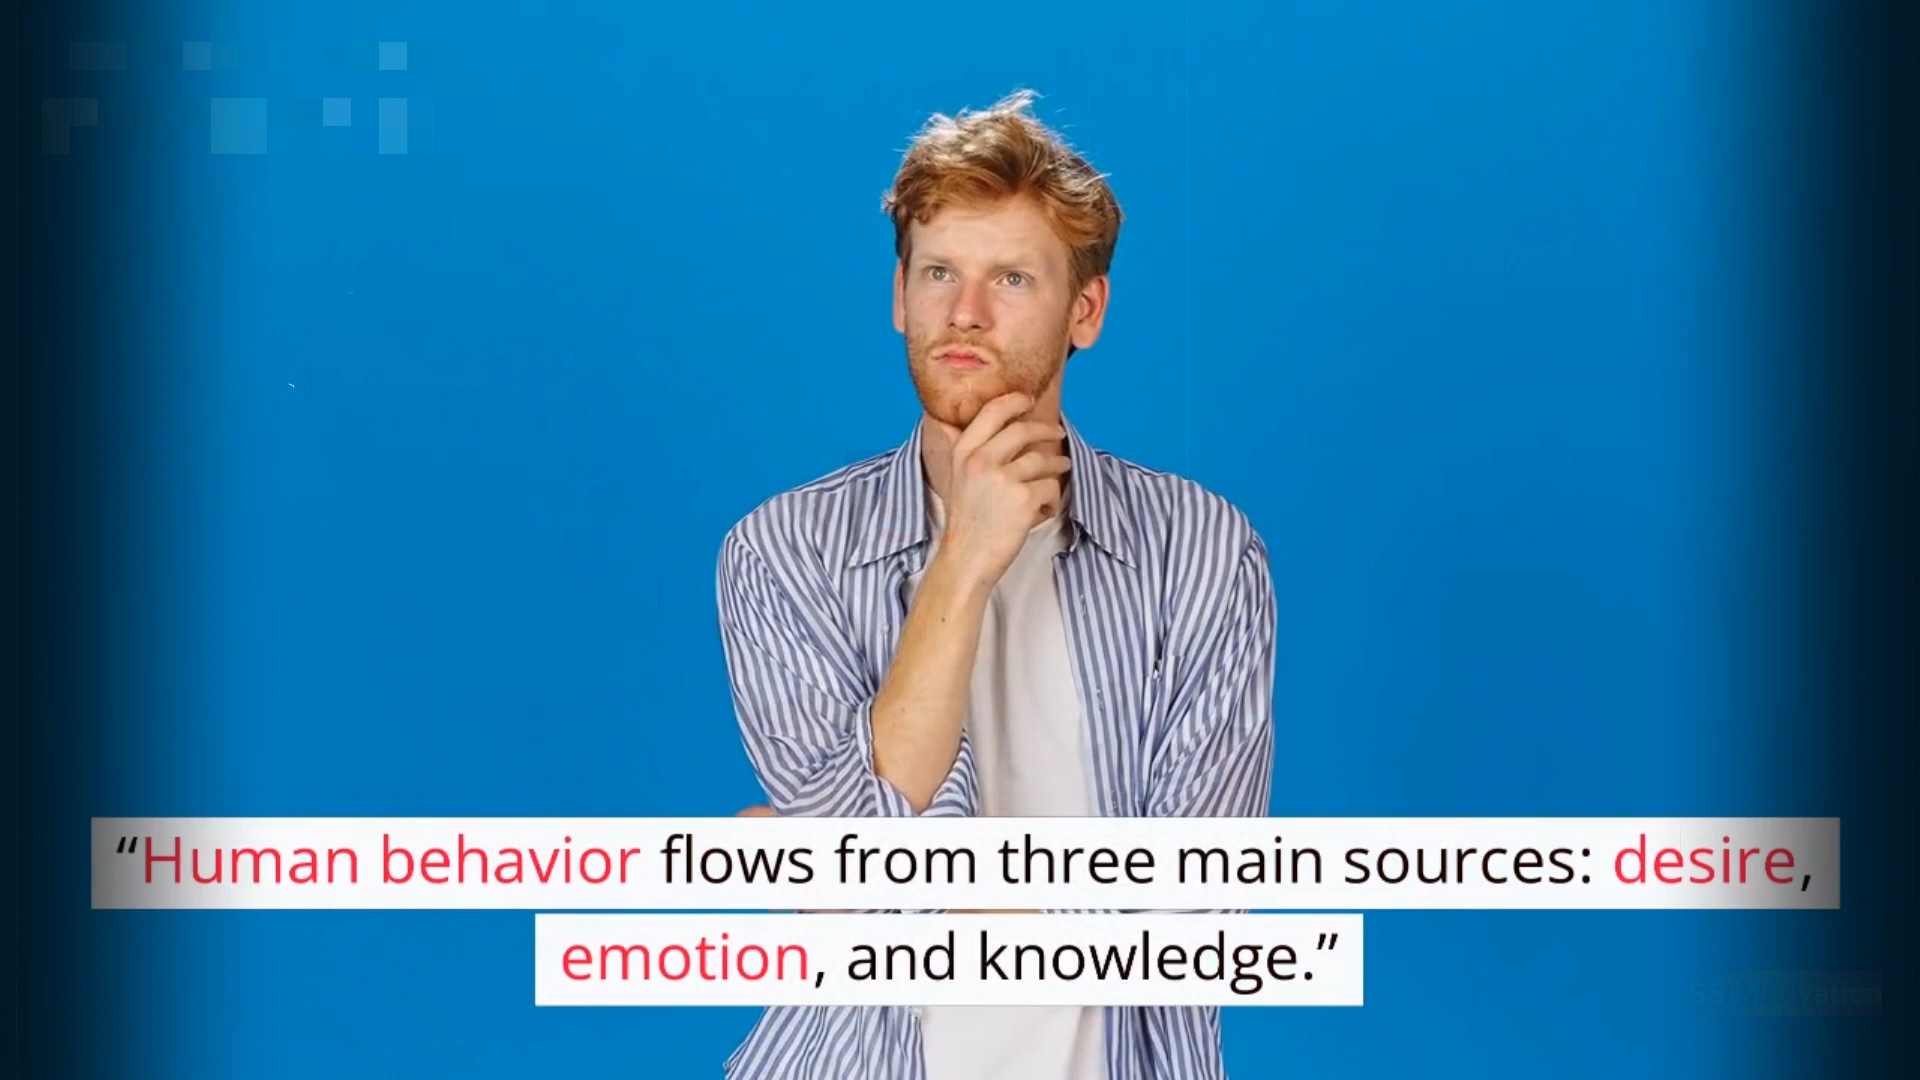 “Human behavior flows from three main sources: desire,
emotion, and knowledge.”